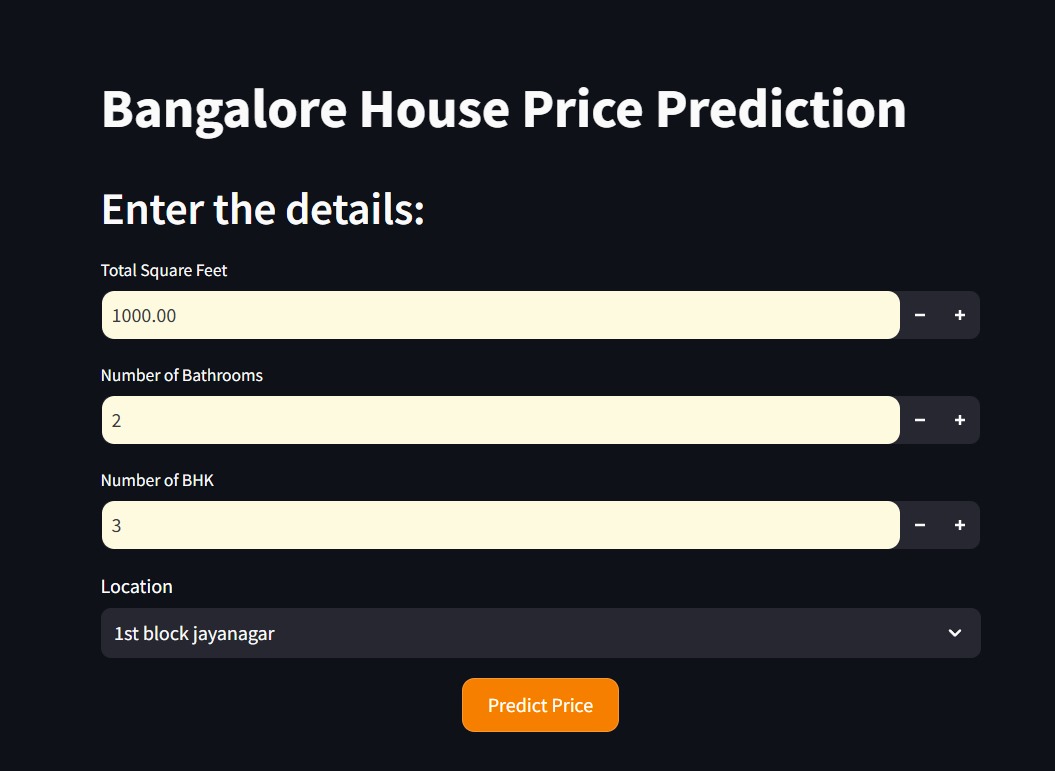 Bangalore House Price Prediction
Enter the details:
Total Square Feet
1000.00
Number of Bathrooms
2
Number of BHK
3
Location
1st block jayanagar
Predict Price